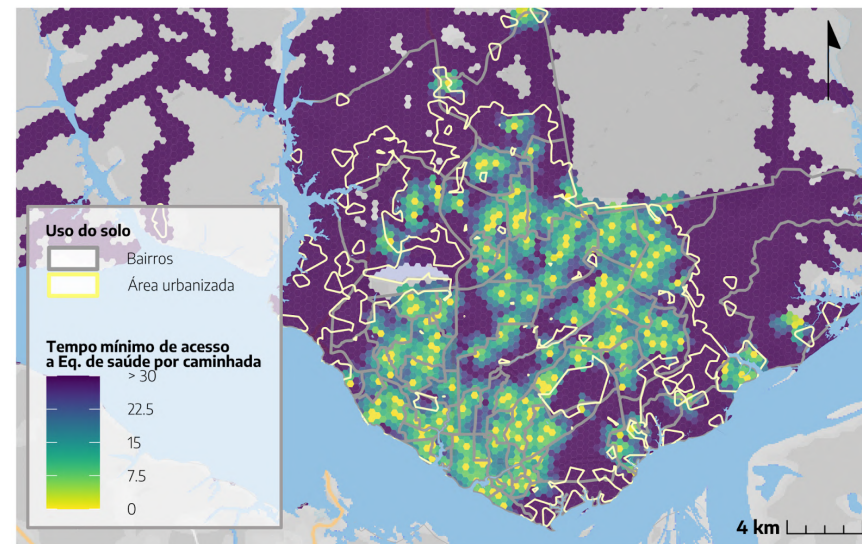 Uso do solo
Bairros
Área urbanizada
Tempo mínimo de acesso
a Eq. de saúde por caminhada
> 30
22.5
15
7.5
0
4 km